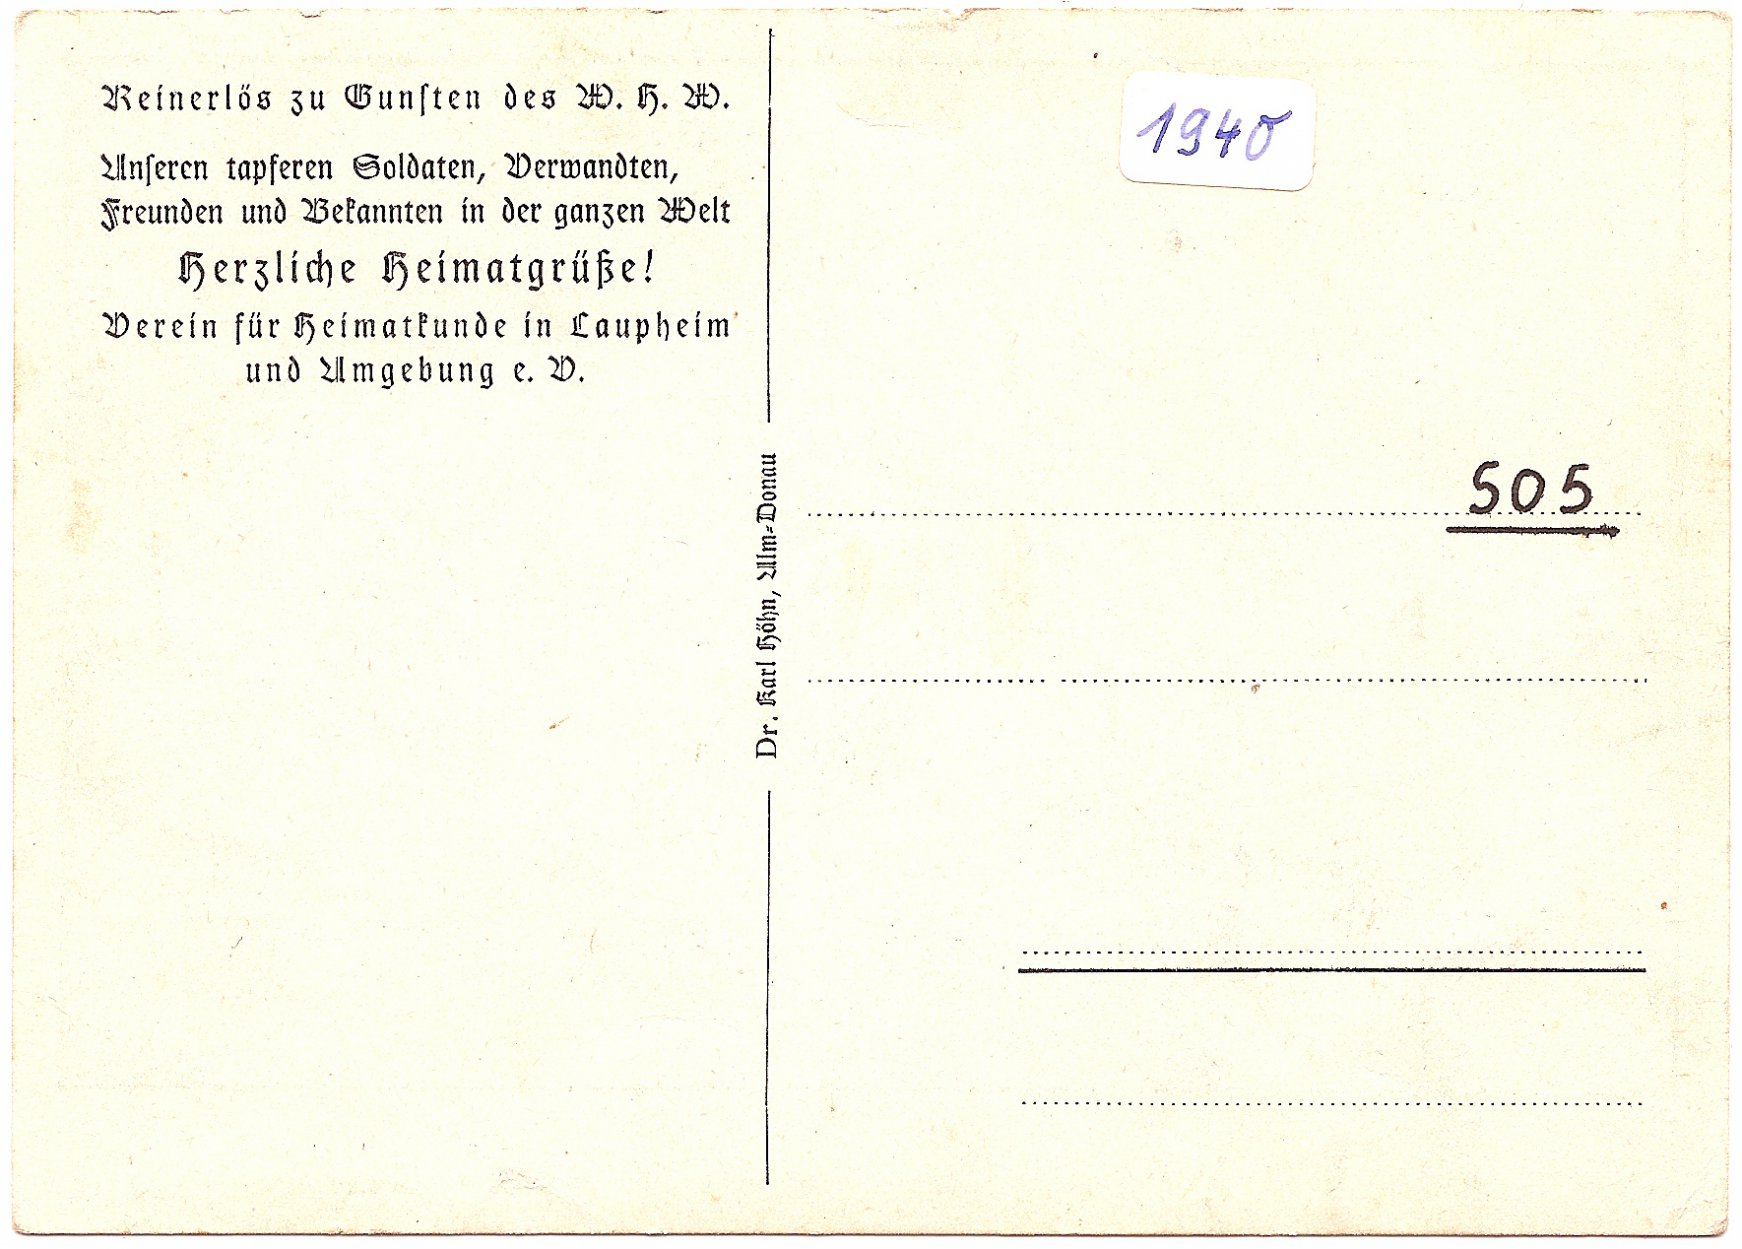 Reinerlös zu Gunsten des W. H. W.
Unseren tapferen Soldaten, Verwandten,
Freunden und Bekannten in der ganzen Welt
Herzliche Heimatgrüße!
Verein für Heimatkunde in Laupheim
und Umgebung e. V.
Dr. Karl Höhn, Ulm-Donau
1940
505